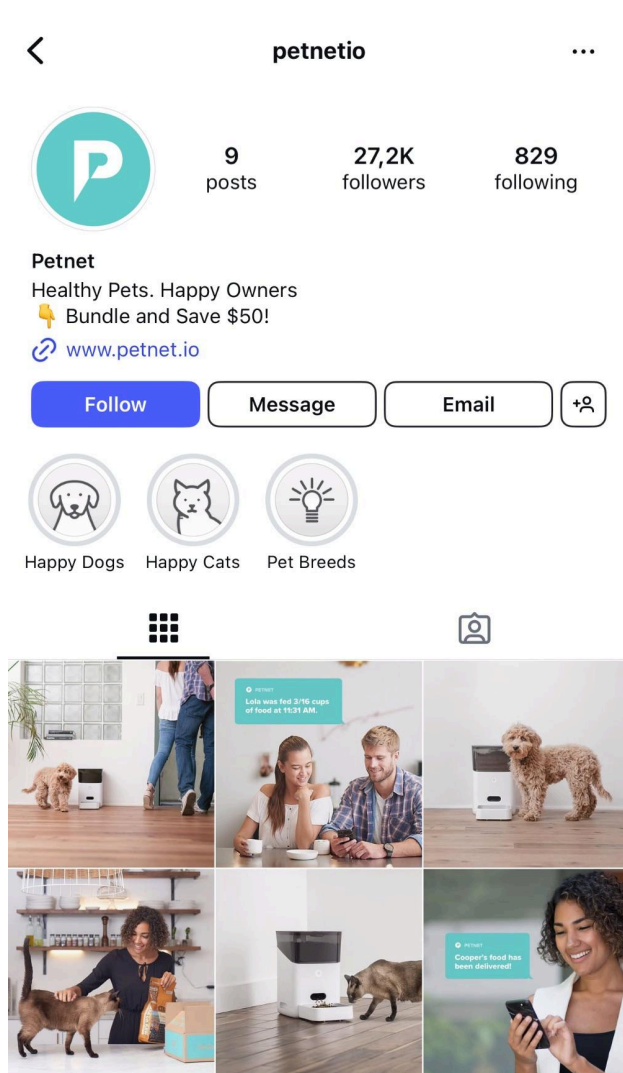 petnetio
9
posts
27,2K
followers
829
following
Petnet
Healthy Pets. Happy Owners
👇 Bundle and Save $50!
www.petnet.io
Follow
Message
Email
Happy Dogs
Happy Cats
Pet Breeds
PETNET
Lola was fed 3/16 cups
of food at 11:31 AM.
PETNET
Cooper's food has
been delivered!